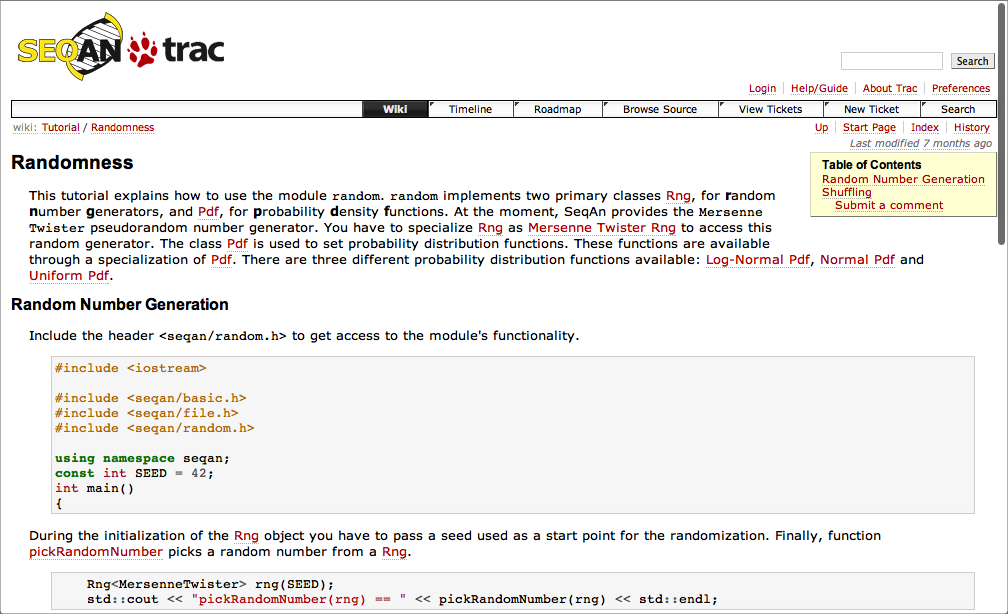 SEQAN trac
Search
Login Help/Guide About Trac Preferences
Wiki Timeline Roadmap Browse Source View Tickets New Ticket Search
wiki: Tutorial / Randomness
Up Start Page Index History
Last modified 7 months ago
Randomness
Table of Contents
Random Number Generation
Shuffling
Submit a comment
This tutorial explains how to use the module random. random implements two primary classes Rng, for random
number generators, and Pdf, for probability density functions. At the moment, SeqAn provides the Mersenne
Twister pseudorandom number generator. You have to specialize Rng as Mersenne Twister Rng to access this
random generator. The class Pdf is used to set probability distribution functions. These functions are available
through a specialization of Pdf. There are three different probability distribution functions available: Log-Normal Pdf, Normal Pdf and
Uniform Pdf.
Random Number Generation
Include the header <seqan/random.h> to get access to the module's functionality.
#include <iostream>
#include <seqan/basic.h>
#include <seqan/file.h>
#include <seqan/random.h>
using namespace seqan;
const int SEED = 42;
int main()
{
During the initialization of the Rng object you have to pass a seed used as a start point for the randomization. Finally, function
pickRandomNumber picks a random number from a Rng.
Rng<MersenneTwister> rng(SEED);
std::cout << "pickRandomNumber(rng) == " << pickRandomNumber(rng) << std::endl;